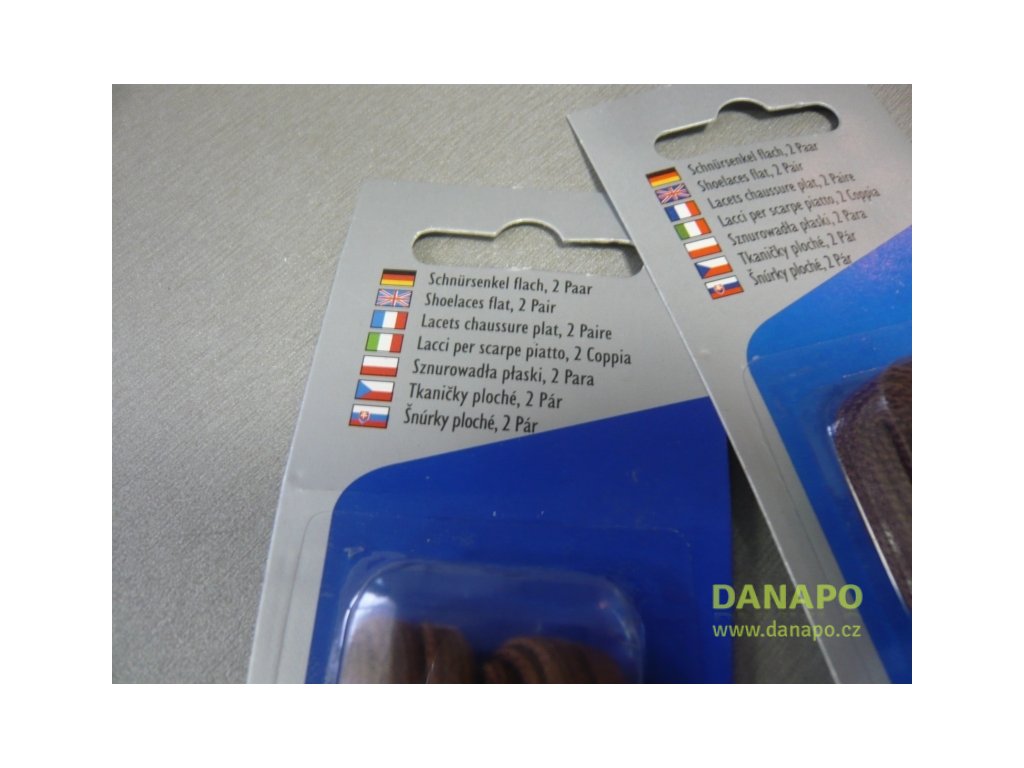 Schnürsenkel flach, 2 Paar
Shoelaces flat, 2 Pair
Lacets chaussure plat, 2 Paire
Lacci per scarpe piatto, 2 Coppia
Sznurowadła płaski, 2 Para
Tkaničky ploché, 2 Pár
Šnúrky ploché, 2 Pár
Schnürsenkel flach, 2 Paar
Shoelaces flat, 2 Pair
Lacets chaussure plat, 2 Paire
Lacci per scarpe piatto, 2 Coppia
Sznurowadła płaski, 2 Para
Tkaničky ploché, 2 Pár
Šnúrky ploché, 2 Pár
DANAPO
www.danapo.cz